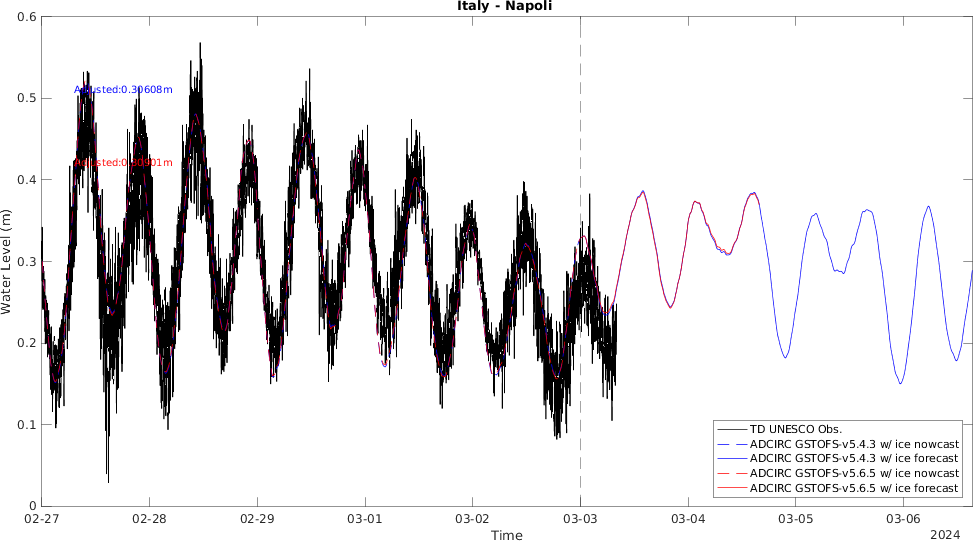 Italy - Napoli
Water Level (m)
0.6
0.5
0.4
0.3
0.2
0.1
0
Adjusted:0.30608m
02-27
02-28
02-29
03-01
03-02
03-03
03-04
03-05
03-06
Time
2024
TD UNESCO Obs.
ADCIRC GSTOFS-v5.4.3 w/ ice nowcast
ADCIRC GSTOFS-v5.4.3 w/ ice forecast
ADCIRC GSTOFS-v5.6.5 w/ ice nowcast
ADCIRC GSTOFS-v5.6.5 w/ ice forecast